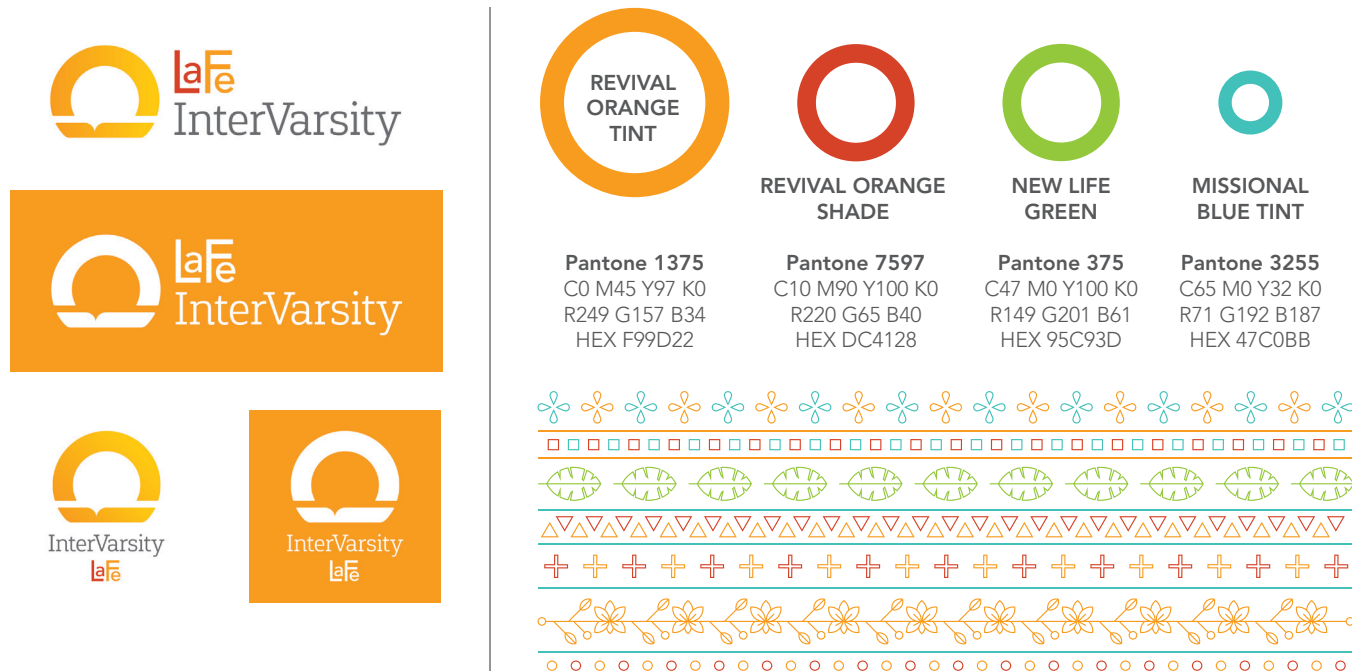 LaFe
InterVarsity
LaFe
InterVarsity
InterVarsity
LaFe
InterVarsity
LaFe
REVIVAL
ORANGE
TINT
REVIVAL ORANGE
SHADE
NEW LIFE
GREEN
MISSIONAL
BLUE TINT
Pantone 1375
C0 M45 Y97 K0
R249 G157 B34
HEX F99D22
Pantone 7597
C10 M90 Y100 K0
R220 G65 B40
HEX DC4128
Pantone 375
C47 M0 Y100 K0
R149 G201 B61
HEX 95C93D
Pantone 3255
C65 M0 Y32 K0
R71 G192 B187
HEX 47C0BB